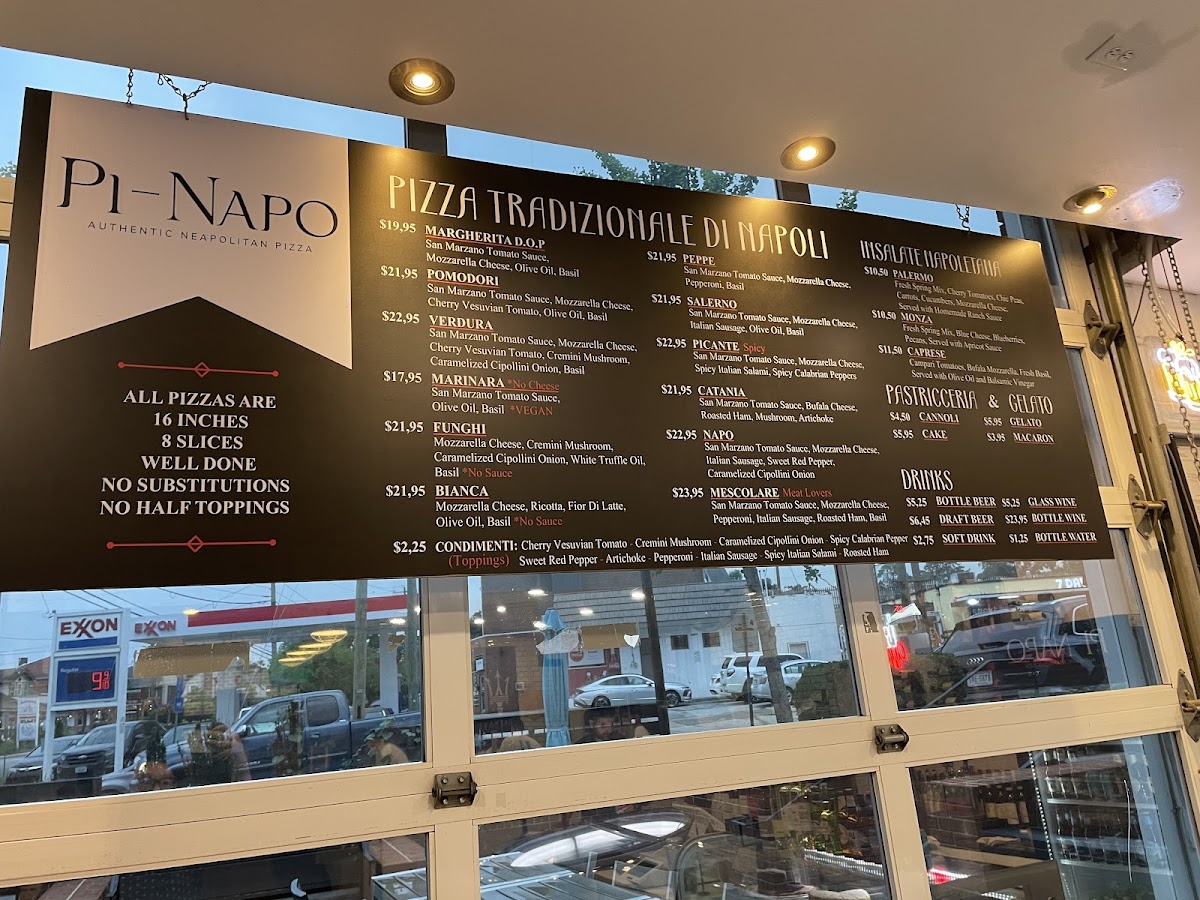 Pi-Napo
AUTHENTIC NEAPOLITAN PIZZA
ALL PIZZAS ARE
16 INCHES
8 SLICES
WELL DONE
NO SUBSTITUTIONS
NO HALF TOPPINGS
PIZZA TRADIZIONALE DI NAPOLI
$19,95 MARGHERITA D.O.P
San Marzano Tomato Sauce,
Mozzarella Cheese, Olive Oil, Basil
$21,95 POMODORI
San Marzano Tomato Sauce, Mozzarella Cheese,
Cherry Vesuvian Tomato, Olive Oil, Basil
$22,95 VERDURA
San Marzano Tomato Sauce, Mozzarella Cheese,
Cherry Vesuvian Tomato, Cremini Mushroom,
Caramelized Cipollini Onion, Basil
$17,95 MARINARA *No Cheese
San Marzano Tomato Sauce,
Olive Oil, Basil *VEGAN
$21,95 FUNGHI
Mozzarella Cheese, Cremini Mushroom,
Caramelized Cipollini Onion, White Truffle Oil,
Basil *No Sauce
$21,95 BIANCA
Mozzarella Cheese, Ricotta, Fior Di Latte,
Olive Oil, Basil *No Sauce
$21,95 PEPPE
San Marzano Tomato Sauce, Mozzarella Cheese,
Pepperoni, Basil
$21,95 SALERNO
San Marzano Tomato Sauce, Mozzarella Cheese,
Italian Sausage, Olive Oil, Basil
$22,95 PICANTE Spicy
San Marzano Tomato Sauce, Mozzarella Cheese,
Spicy Italian Salami, Spicy Calabrian Peppers
$21,95 CATANIA
San Marzano Tomato Sauce, Bufala Cheese,
Roasted Ham, Mushroom, Artichoke
$22,95 NAPO
San Marzano Tomato Sauce, Mozzarella Cheese,
Italian Sausage, Sweet Red Pepper,
Caramelized Cipollini Onion
$23,95 MESCOLARE Meat Lovers
San Marzano Tomato Sauce, Mozzarella Cheese,
Pepperoni, Italian Sausage, Roasted Ham, Basil
$2,25 CONDIMENTI: Cherry Vesuvian Tomato - Cremini Mushroom - Caramelized Cipollini Onion - Spicy Calabrian Pepper
(Toppings) Sweet Red Pepper - Artichoke - Pepperoni - Italian Sausage - Spicy Italian Salami - Roasted Ham
INSALATE NAPOLETANA
$10,50 PALERMO
Fresh Spring Mix, Cherry Tomatoes, Chic Peas,
Carrots, Cucumbers, Mozzarella Cheese,
Served with Homemade Ranch Sauce
$10,50 MONZA
Fresh Spring Mix, Blue Cheese, Blueberries,
Pecans, Served with Apricot Sauce
$11,50 CAPRESE
Campari Tomatoes, Bufala Mozzarella, Fresh Basil,
Served with Olive Oil and Balsamic Vinegar
PASTRICCERIA & GELATO
$4,50 CANNOLI $5,95 GELATO
$5,95 CAKE $3,95 MACARON
DRINKS
$5,25 BOTTLE BEER $5,25 GLASS WINE
$6,45 DRAFT BEER $23,95 BOTTLE WINE
$2,75 SOFT DRINK $1,25 BOTTLE WATER
EXXON
EXXON
Regular
7 DA